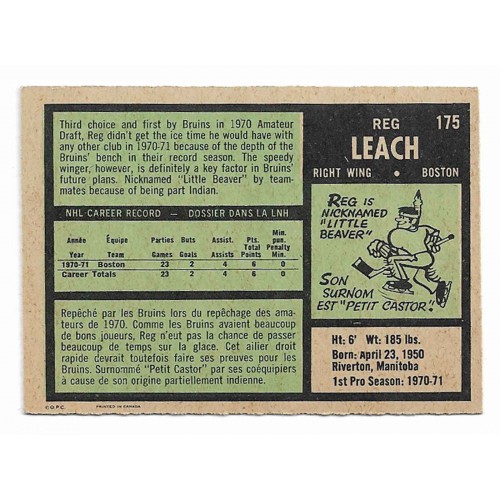 Third choice and first by Bruins in 1970 Amateur
Draft, Reg didn't get the ice time he would have with
any other club in 1970-71 because of the depth of the
Bruins' bench in their record season. The speedy
winger, however, is definitely a key factor in Bruins'
future plans. Nicknamed "Little Beaver" by team-
mates because of being part Indian.
NHL CAREER RECORD — DOSSIER DANS LA LNH
Année Équipe Parties Buts Assist. Pts. Min. pun.
Year Team Games Goals Assists Total Points Penalty Min.
1970-71 Boston 23 2 4 6 0
Career Totals 23 2 4 6 0
Repêché par les Bruins lors du repêchage des ama-
teurs de 1970. Comme les Bruins avaient beaucoup
de bons joueurs, Reg n'eut pas la chance de passer
beaucoup de temps sur la glace. Cet ailier droit
rapide devrait toutefois être très utile à l'avenir pour
les Bruins. Surnommé "Petit Castor" par ses co-équi-
piers à cause de son origine partiellement indienne.
O.P.C. PRINTED IN CANADA
REG 175
LEACH
RIGHT WING • BOSTON
REG IS
NICKNAMED
"LITTLE
BEAVER"
SON
SURNOM
EST "PETIT CASTOR"
Ht: 6' Wt: 185 lbs.
Born: April 23, 1950
Riverton, Manitoba
1st Pro Season: 1970-71